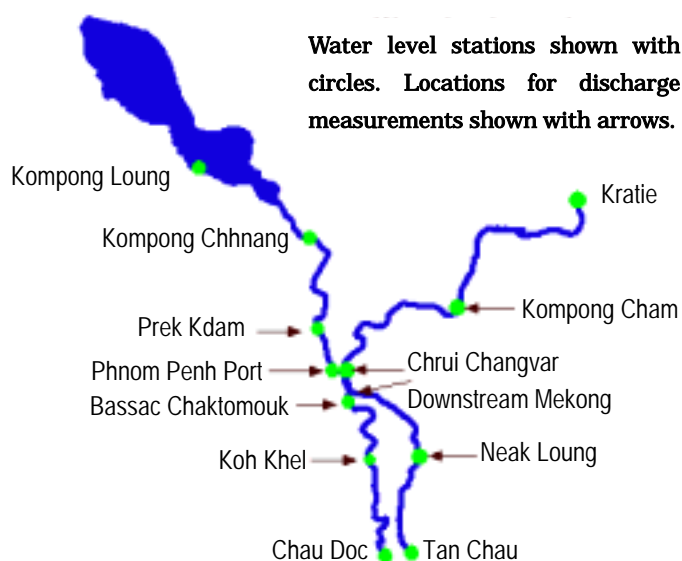 Water level stations shown with
circles. Locations for discharge
measurements shown with arrows.
Kompong Loung
Kratie
Kompong Chhnang
Kompong Cham
Prek Kdam
Phnom Penh Port
Chrui Changvar
Bassac Chaktomouk
Downstream Mekong
Koh Khel
Neak Loung
Chau Doc
Tan Chau